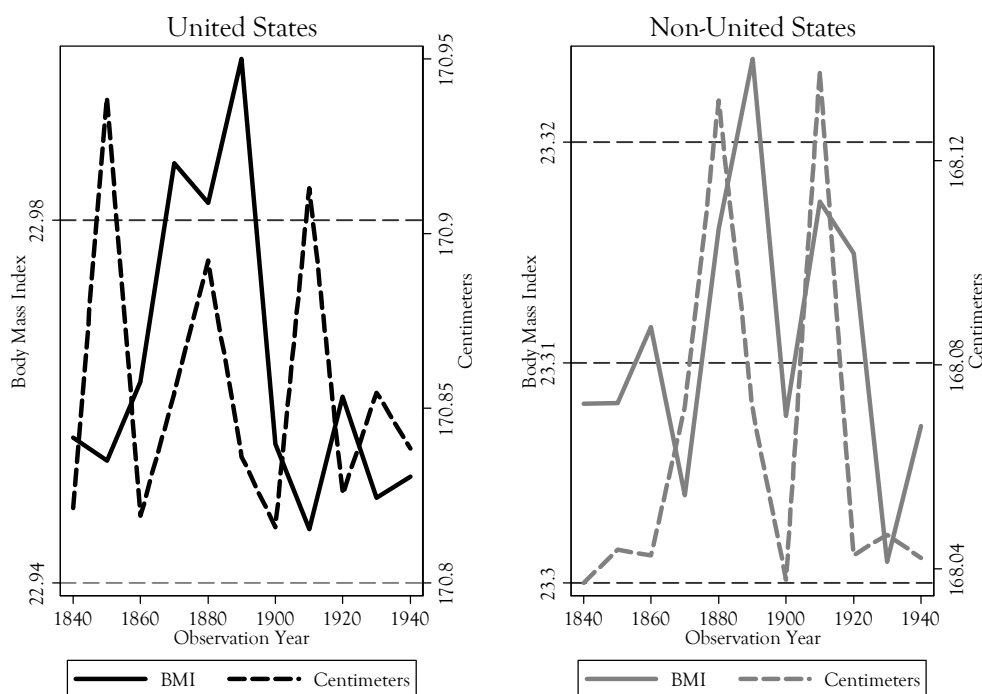 United States
Body Mass Index
22.94
22.98
170.8
170.85
170.9
170.95
Centimeters
1840 1860 1880 1900 1920 1940
Observation Year
BMI Centimeters
Non-United States
Body Mass Index
23.3
23.31
23.32
168.04
168.08
168.12
Centimeters
1840 1860 1880 1900 1920 1940
Observation Year
BMI Centimeters